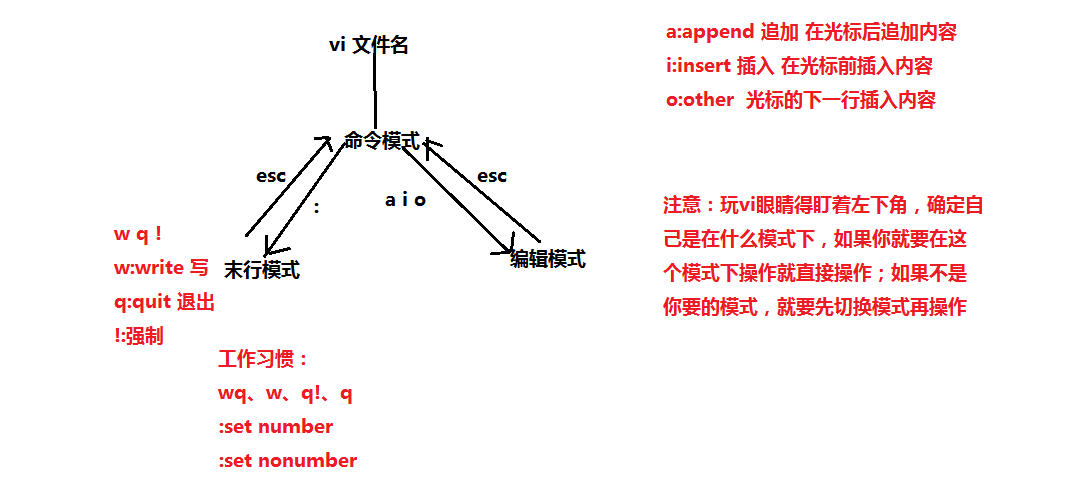 vi 文件名
命令模式
esc
:
a i o
esc
末行模式
编辑模式
w q !
w:write 写
q:quit 退出
!:强制
工作习惯：
wq、w、q!、q
:set number
:set nonumber
a:append 追加 在光标后追加内容
i:insert 插入 在光标前插入内容
o:other 光标的下一行插入内容
注意：玩vi眼睛得盯着左下角，确定自
己是在什么模式下，如果你就要在这
个模式下操作就直接操作；如果不是
你要的模式，就要先切换模式再操作